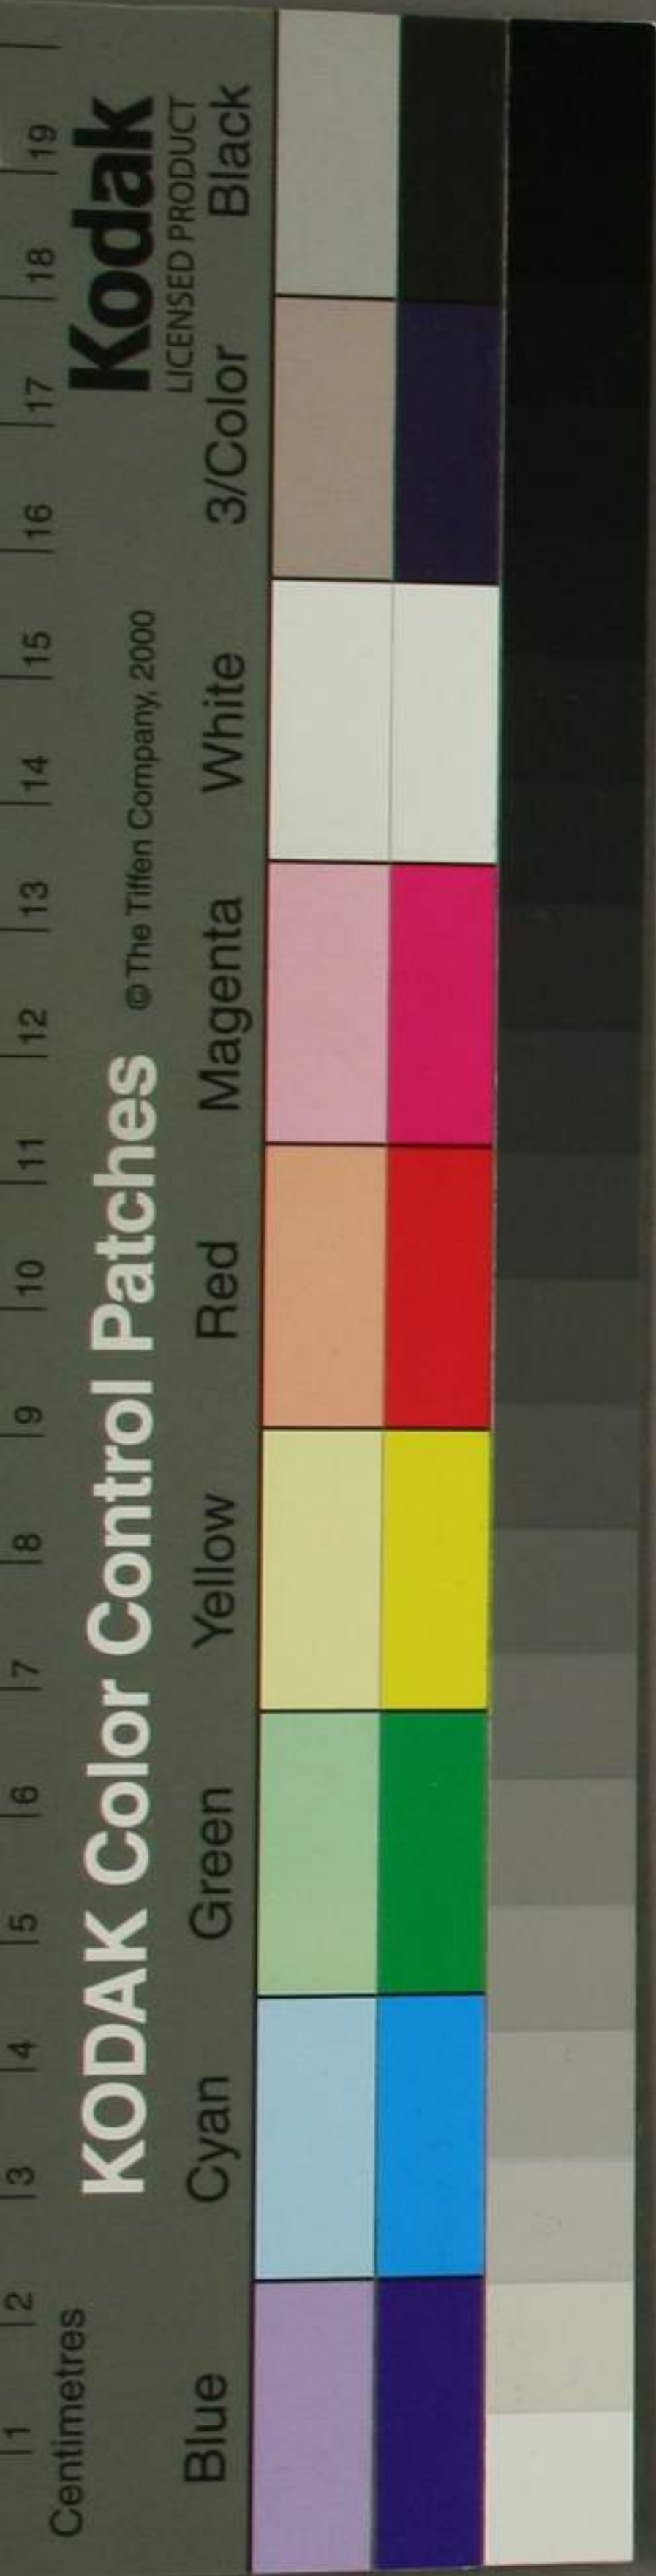 Centimetres
1 2 3 4 5 6 7 8 9 10 11 12 13 14 15 16 17 18 19
KODAK Color Control Patches © The Tiffen Company, 2000
Kodak
LICENSED PRODUCT
Blue Cyan Green Yellow Red Magenta White 3/Color Black